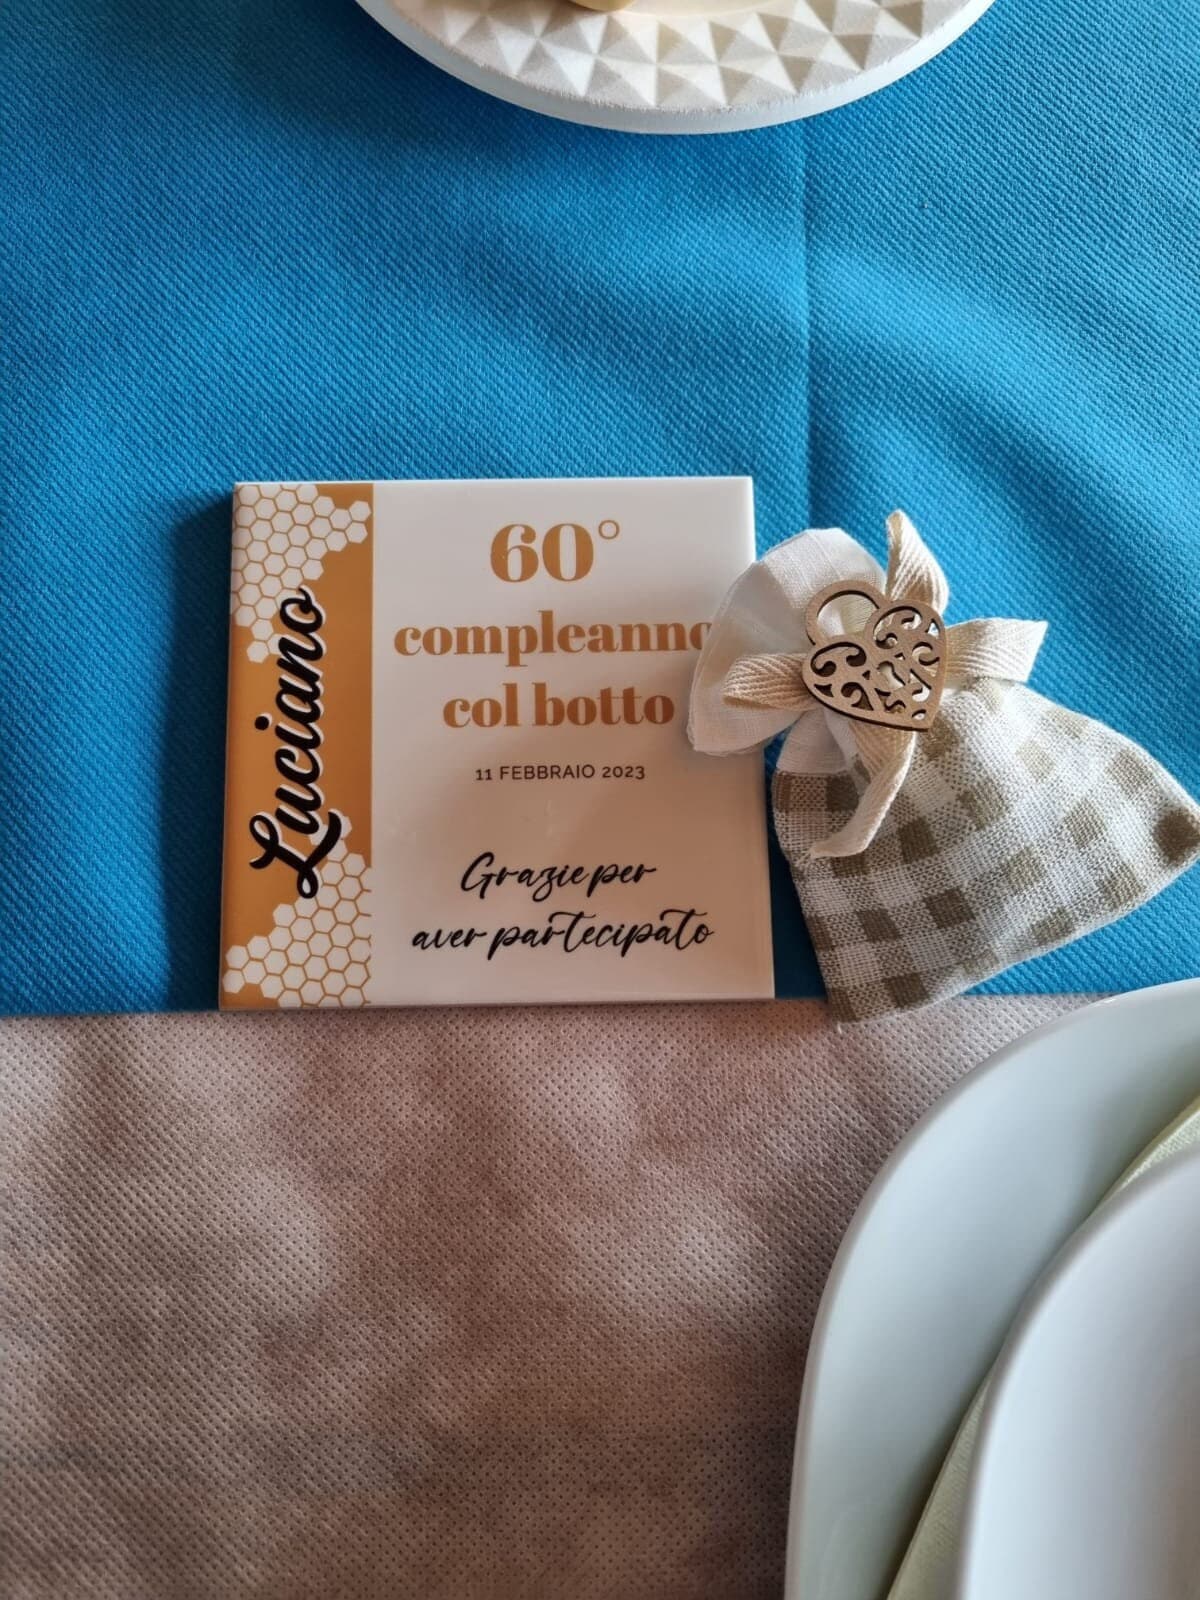 Luciano
60°
compleanno
col botto
11 FEBBRAIO 2023
Grazie per
aver partecipato